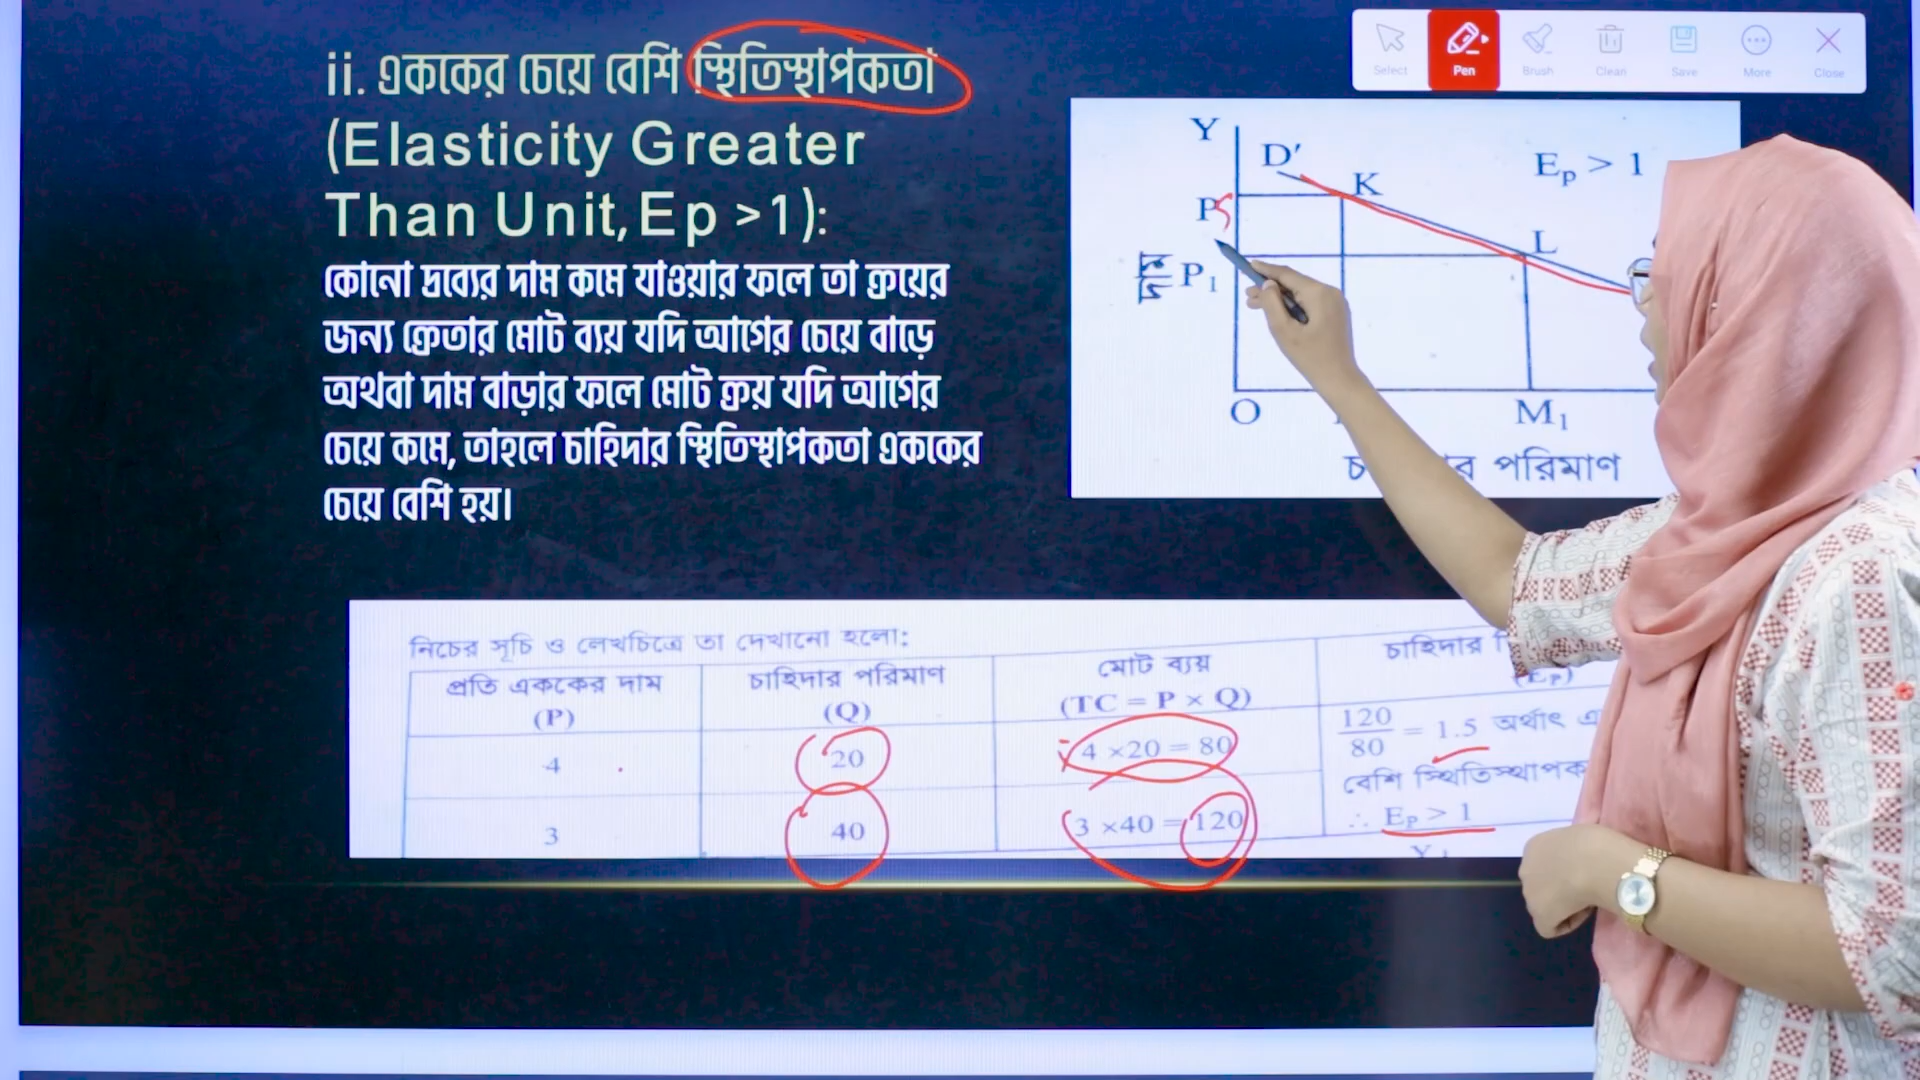 ii. এককের চেয়ে বেশি স্থিতিস্থাপকতা
(Elasticity Greater
Than Unit, Ep >1):
কোনো দ্রব্যের দাম কমে যাওয়ার ফলে তা ক্রয়ের
জন্য ক্রেতার মোট ব্যয় যদি আগের চেয়ে বাড়ে
অথবা দাম বাড়ার ফলে মোট ক্রয় যদি আগের
চেয়ে কমে, তাহলে চাহিদার স্থিতিস্থাপকতা এককের
চেয়ে বেশি হয়।
Select Pen Brush Clean Save More Close
Y
D′
K
Ep > 1
P
L
দাম
P1
O
M1
পরিমাণ
নিচের সূচি ও লেখচিত্রে তা দেখানো হলো:
প্রতি এককের দাম
(P)
চাহিদার পরিমাণ
(Q)
মোট ব্যয়
(TC = P × Q)
চাহিদার
(Ep)
4
20
4 ×20 = 80
3
40
3 ×40 = 120
120
80
= 1.5 অর্থাৎ
বেশি
∴ Ep > 1
Y